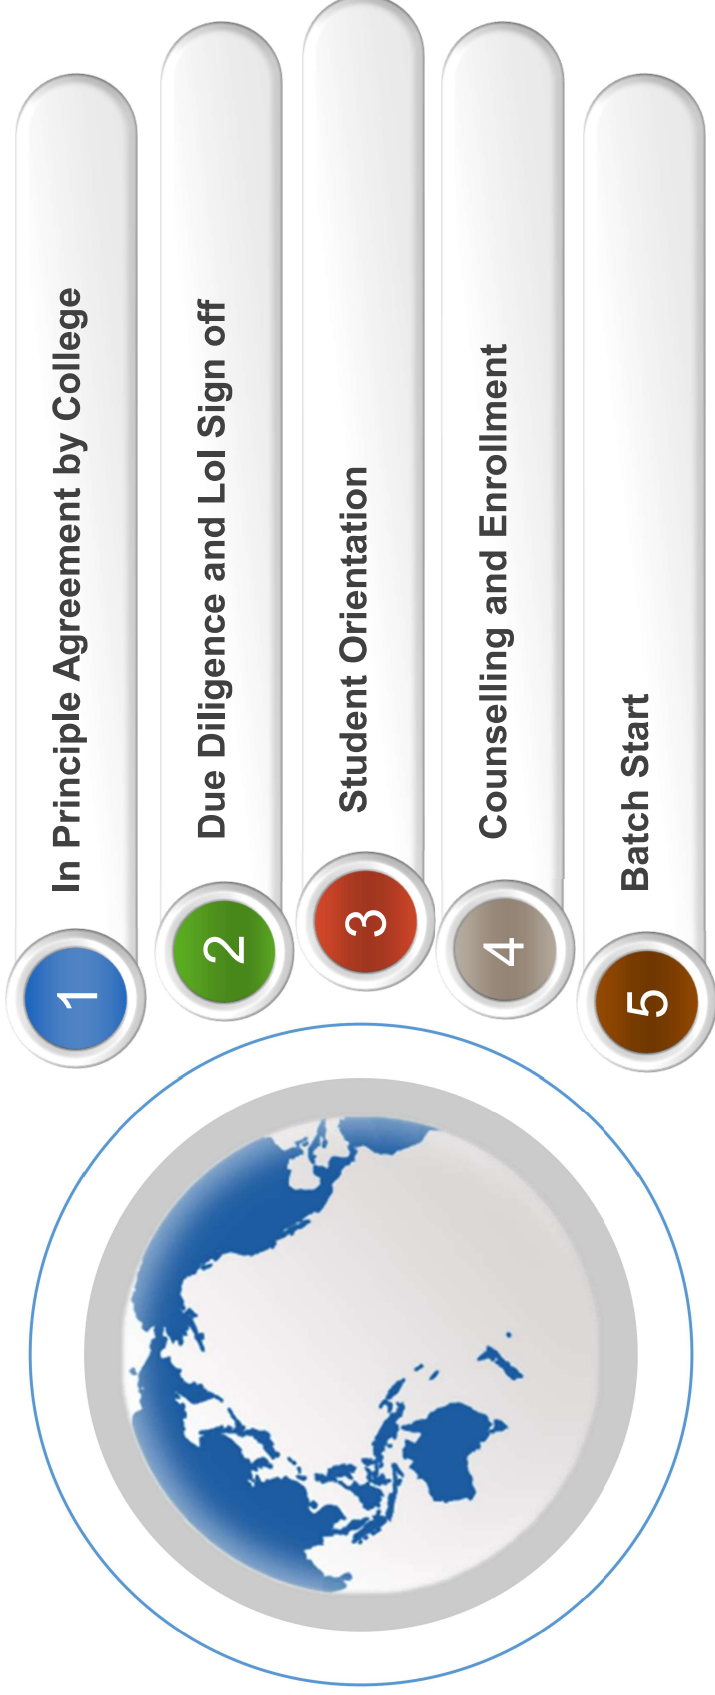 1
In Principle Agreement by College
2
Due Diligence and LoI Sign off
3
Student Orientation
4
Counselling and Enrollment
5
Batch Start